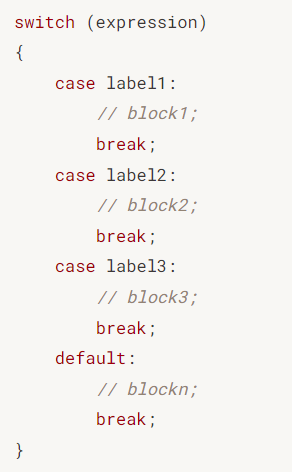 switch (expression)
{
    case label1:
        // block1;
        break;
    case label2:
        // block2;
        break;
    case label3:
        // block3;
        break;
    default:
        // blockn;
        break;
}